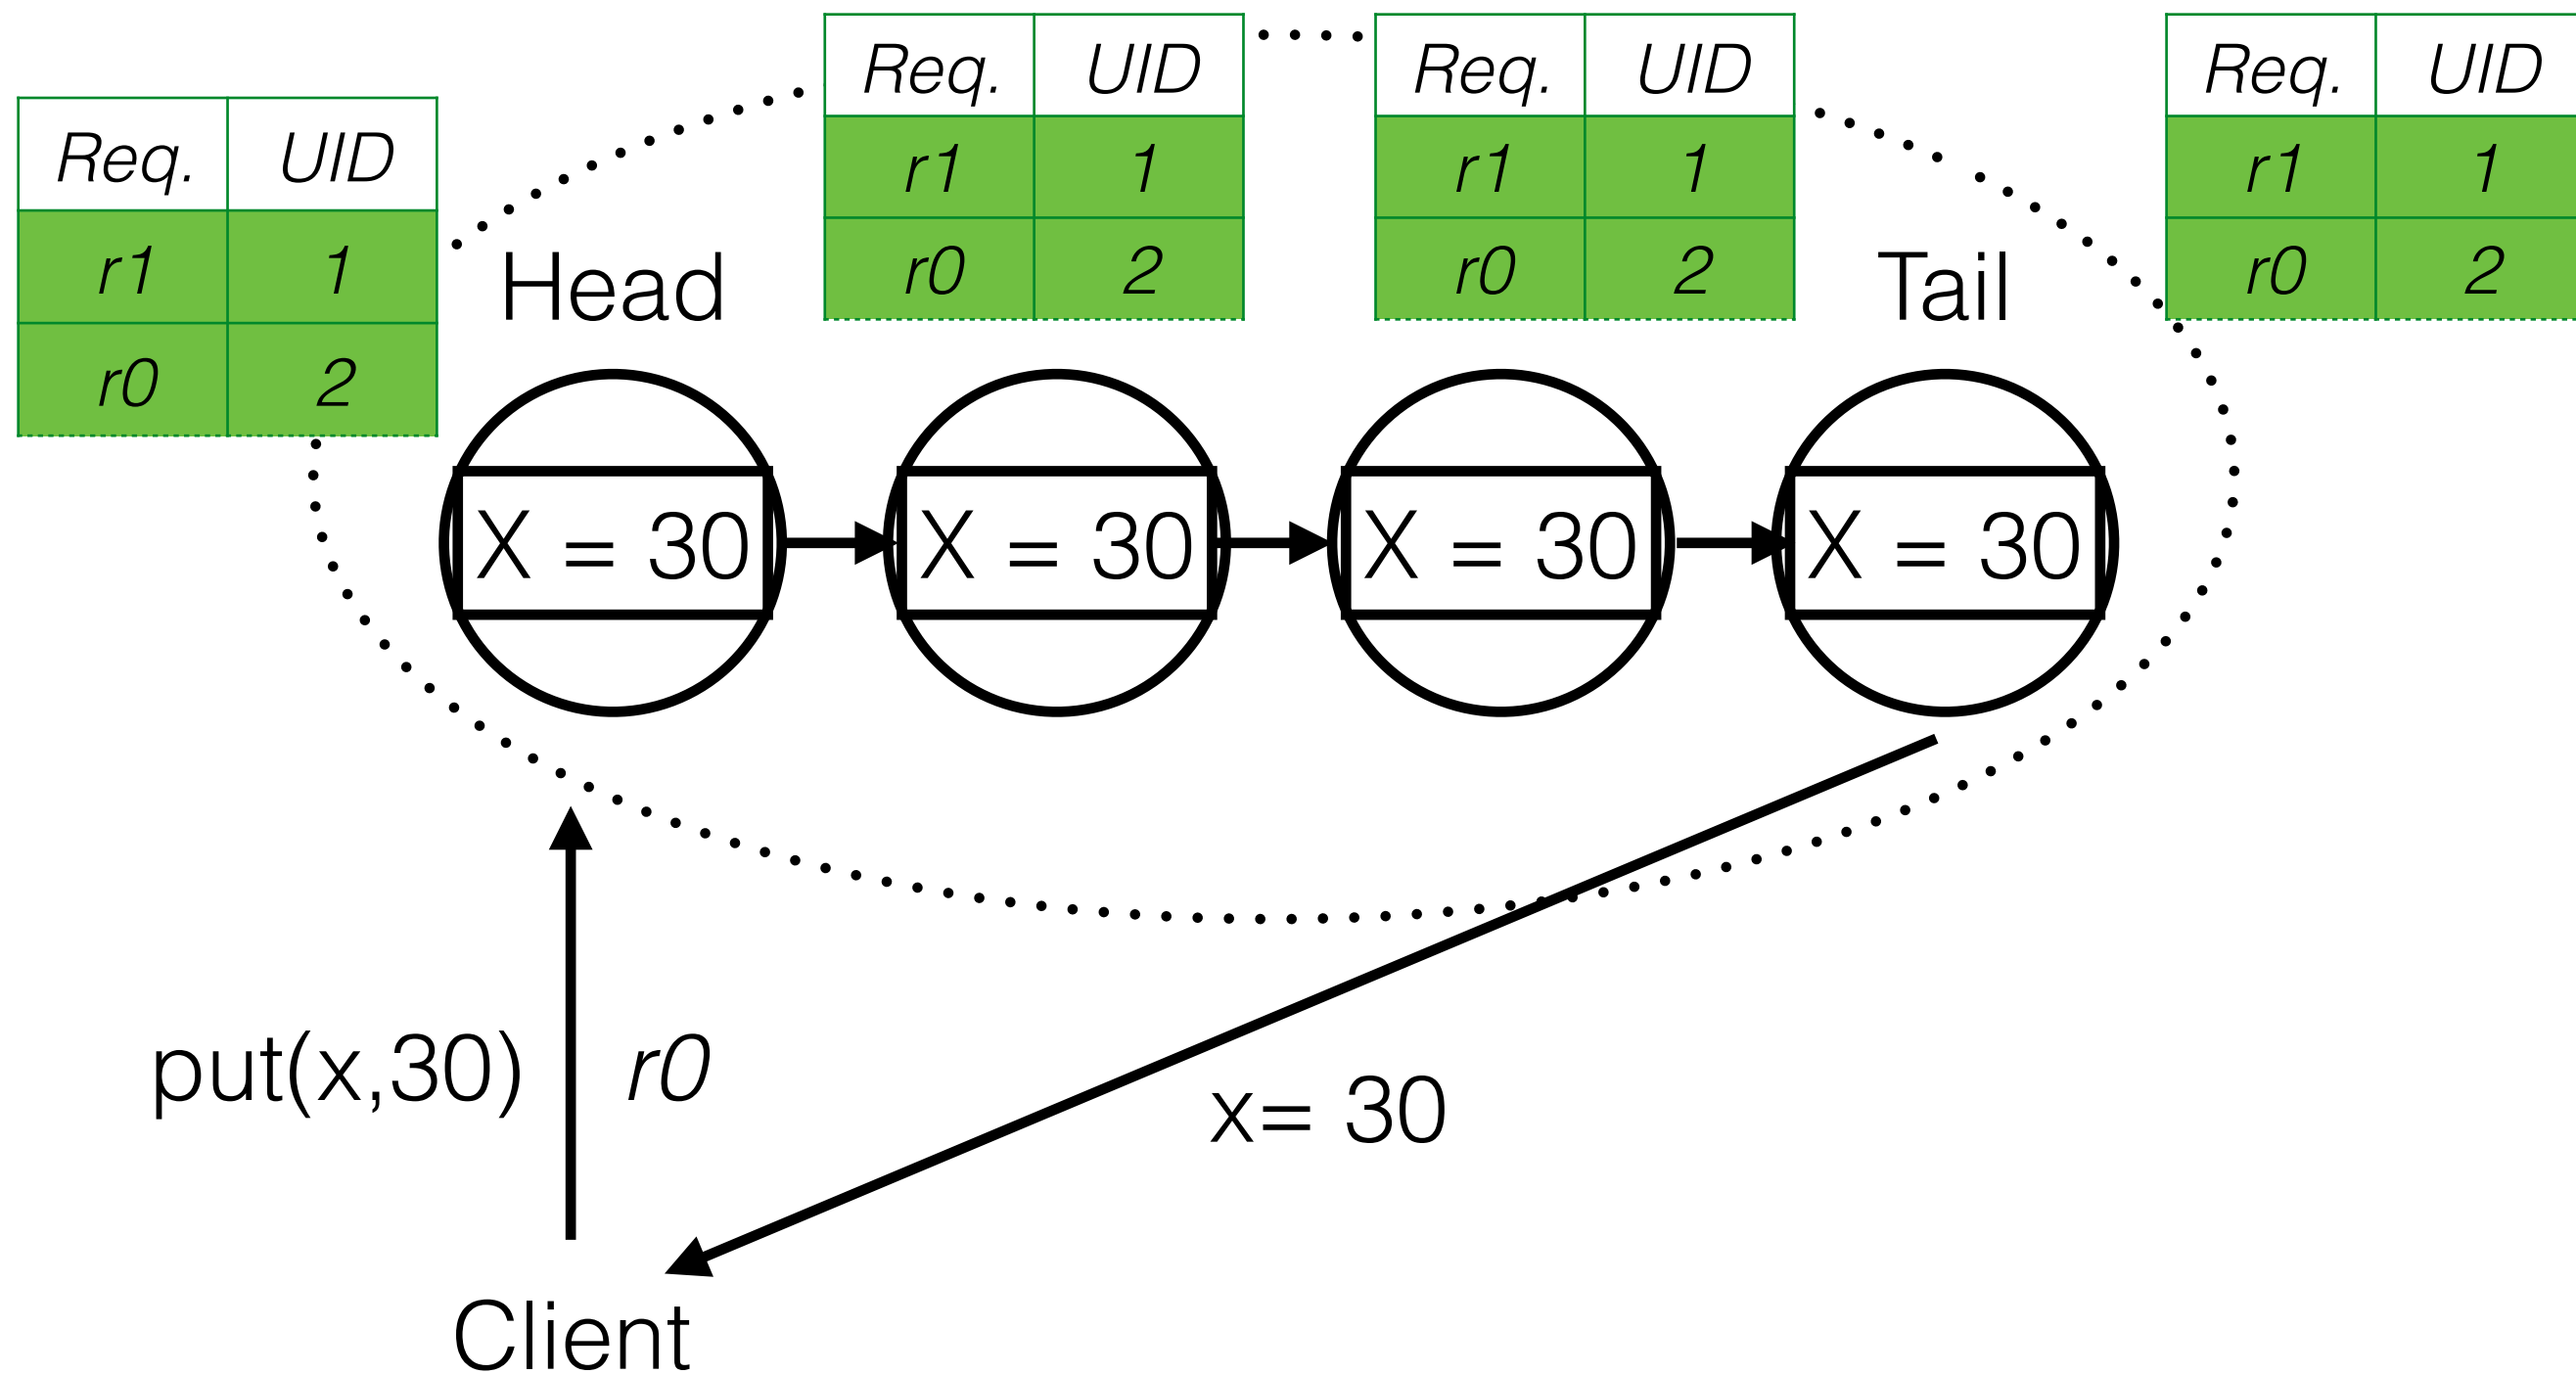 Req. UID
r1 1
r0 2
Req. UID
r1 1
r0 2
Req. UID
r1 1
r0 2
Req. UID
r1 1
r0 2
Head
Tail
X = 30
X = 30
X = 30
X = 30
put(x,30)
r0
x= 30
Client